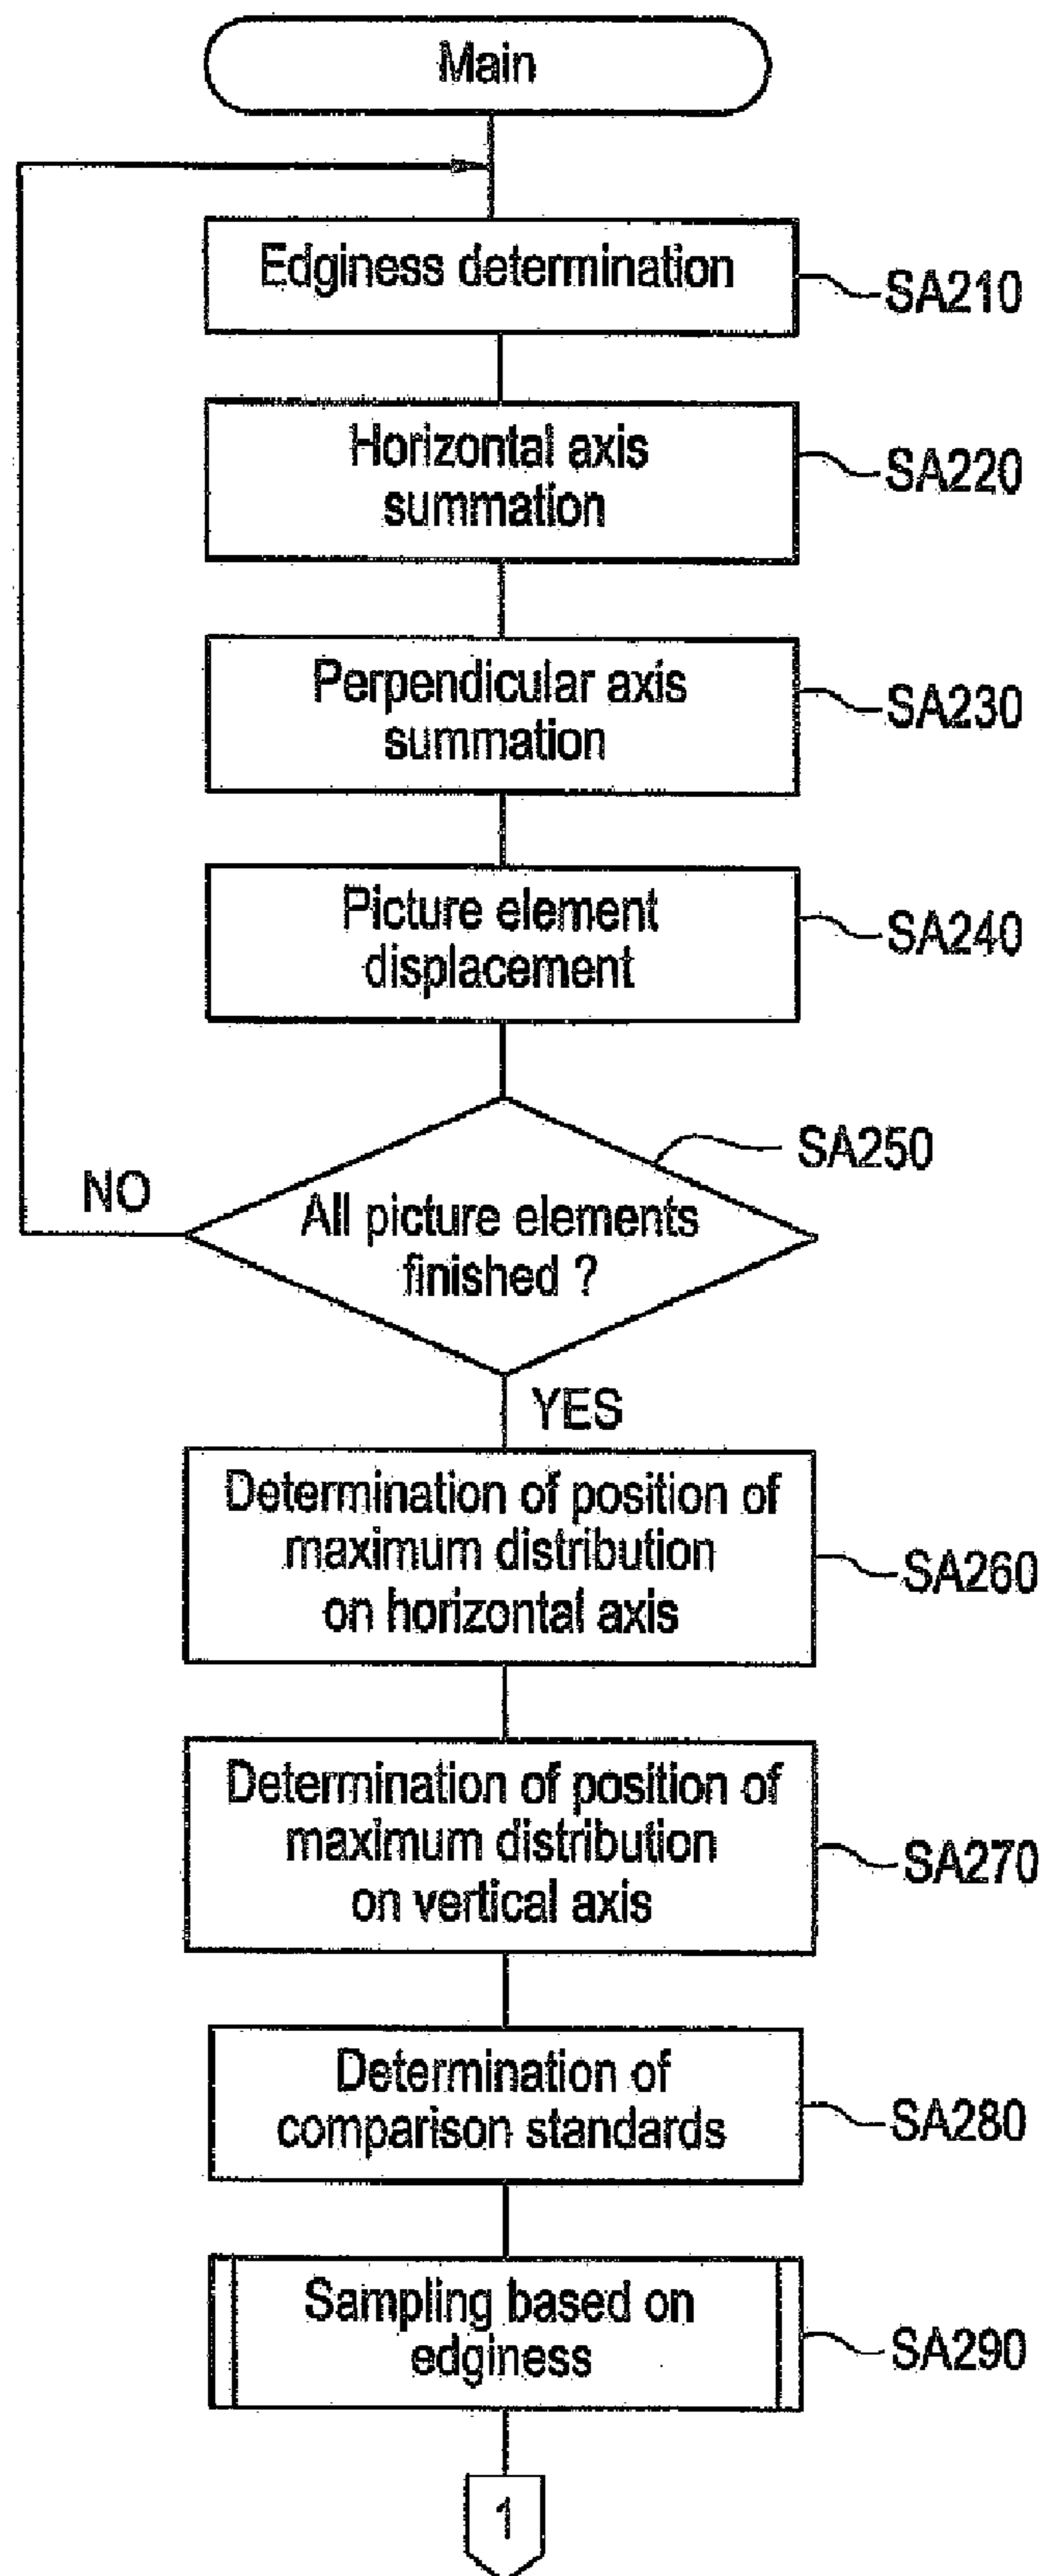 Main
Edginess determination
SA210
Horizontal axis
summation
SA220
Perpendicular axis
summation
SA230
Picture element
displacement
SA240
SA250
NO
All picture elements
finished ?
YES
Determination of position of
maximum distribution
on horizontal axis
SA260
Determination of position of
maximum distribution
on vertical axis
SA270
Determination of
comparison standards
SA280
Sampling based on
edginess
SA290
1